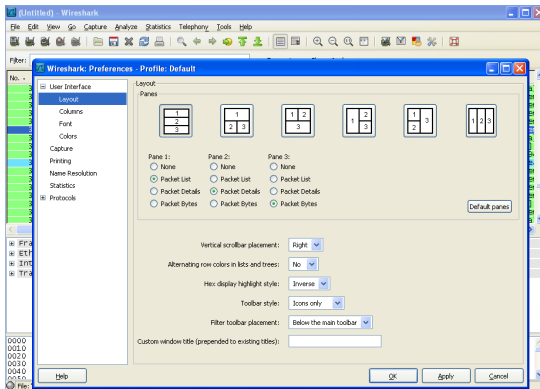 (Untitled) - Wireshark
File Edit View Go Capture Analyze Statistics Telephony Tools Help
Filter:
No. -
Wireshark: Preferences - Profile: Default
User Interface
Layout
Columns
Font
Colors
Capture
Printing
Name Resolution
Statistics
Protocols
Layout
Panes
1 2 3
1 2 3
1 2 3
1 2 3
1 2 3
1 2 3
Pane 1: Pane 2: Pane 3:
None None None
Packet List Packet List Packet List
Packet Details Packet Details Packet Details
Packet Bytes Packet Bytes Packet Bytes
Default panes
Vertical scrollbar placement: Right
Alternating row colors in lists and trees: No
Hex display highlight style: Inverse
Toolbar style: Icons only
Filter toolbar placement: Below the main toolbar
Custom window title (prepended to existing titles):
Help OK Apply Cancel
Fra
Eth
Int
Tra
0000
0010
0020
0030
0040
File: